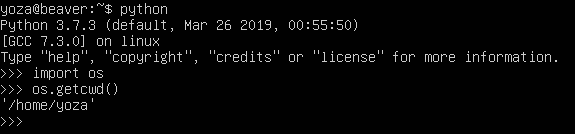 yoza@beaver:~$ python
Python 3.7.3 (default, Mar 26 2019, 00:55:50)
[GCC 7.3.0] on linux
Type "help", "copyright", "credits" or "license" for more information.
>>> import os
>>> os.getcwd()
'/home/yoza'
>>>